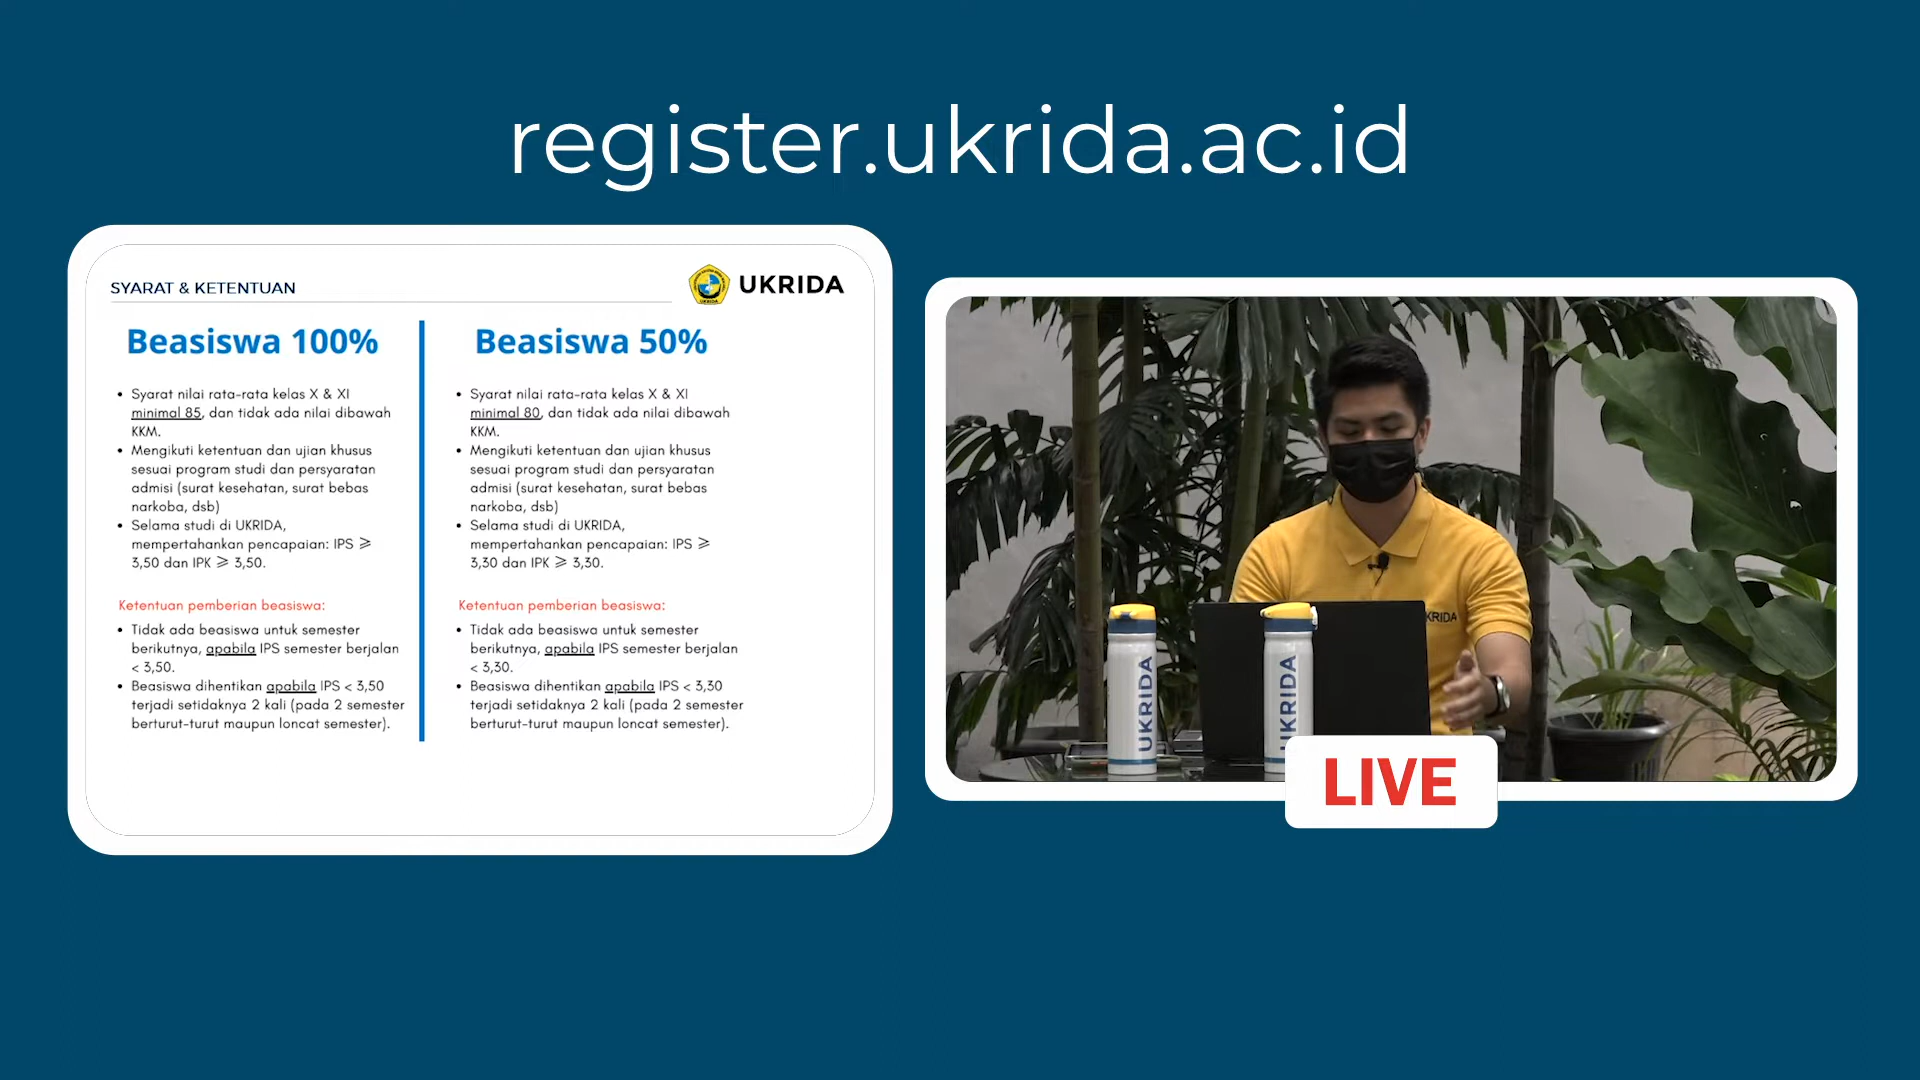 register.ukrida.ac.id
SYARAT & KETENTUAN
UKRIDA
Beasiswa 100%
• Syarat nilai rata-rata kelas X & XI
minimal 85, dan tidak ada nilai dibawah
KKM.
• Mengikuti ketentuan dan ujian khusus
sesuai program studi dan persyaratan
admisi (surat kesehatan, surat bebas
narkoba, dsb)
• Selama studi di UKRIDA,
mempertahankan pencapaian: IPS ⩾
3,50 dan IPK ⩾ 3,50.
Ketentuan pemberian beasiswa:
• Tidak ada beasiswa untuk semester
berikutnya, apabila IPS semester berjalan
< 3,50.
• Beasiswa dihentikan apabila IPS < 3,50
terjadi setidaknya 2 kali (pada 2 semester
berturut-turut maupun loncat semester).
Beasiswa 50%
• Syarat nilai rata-rata kelas X & XI
minimal 80, dan tidak ada nilai dibawah
KKM.
• Mengikuti ketentuan dan ujian khusus
sesuai program studi dan persyaratan
admisi (surat kesehatan, surat bebas
narkoba, dsb)
• Selama studi di UKRIDA,
mempertahankan pencapaian: IPS ⩾
3,30 dan IPK ⩾ 3,30.
Ketentuan pemberian beasiswa:
• Tidak ada beasiswa untuk semester
berikutnya, apabila IPS semester berjalan
< 3,30.
• Beasiswa dihentikan apabila IPS < 3,30
terjadi setidaknya 2 kali (pada 2 semester
berturut-turut maupun loncat semester).
KRIDA
UKRIDA
UKRIDA
LIVE